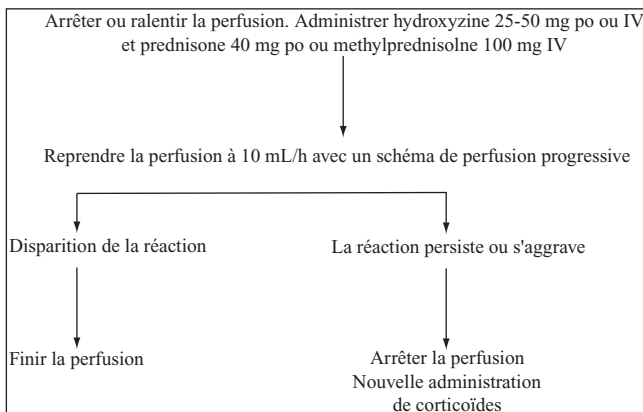 Arrêter ou ralentir la perfusion. Administrer hydroxyzine 25-50 mg po ou IV
et prednisone 40 mg po ou methylprednisolne 100 mg IV
Reprendre la perfusion à 10 mL/h avec un schéma de perfusion progressive
Disparition de la réaction
La réaction persiste ou s'aggrave
Finir la perfusion
Arrêter la perfusion
Nouvelle administration
de corticoïdes